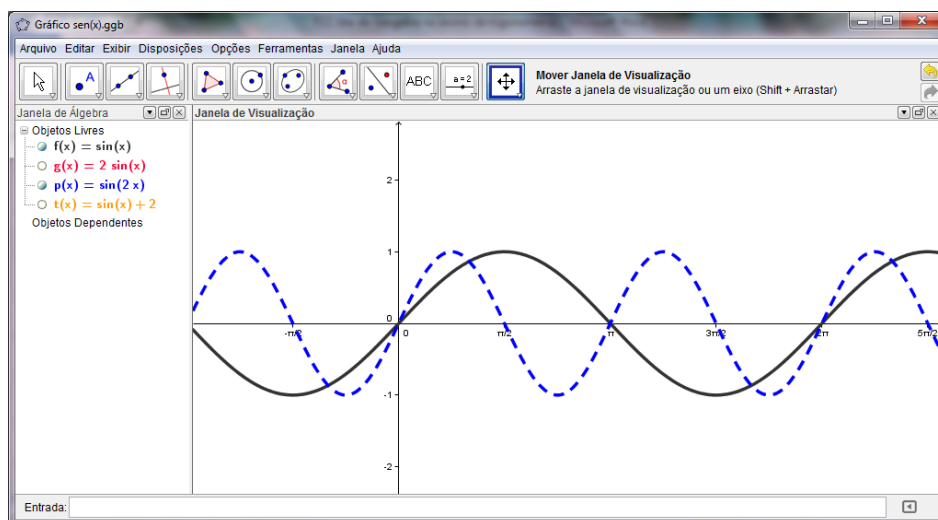 Gráfico sen(x).ggb
Arquivo Editar Exibir Disposições Opções Ferramentas Janela Ajuda
A
ABC
a=2
Mover Janela de Visualização
Arraste a janela de visualização ou um eixo (Shift + Arrastar)
Janela de Álgebra
Janela de Visualização
Objetos Livres
f(x) = sin(x)
g(x) = 2 sin(x)
p(x) = sin(2 x)
t(x) = sin(x) + 2
Objetos Dependentes
2
1
0
-π/2 0 π/2 π 3π/2 2π 5π/2
-1
-2
Entrada: